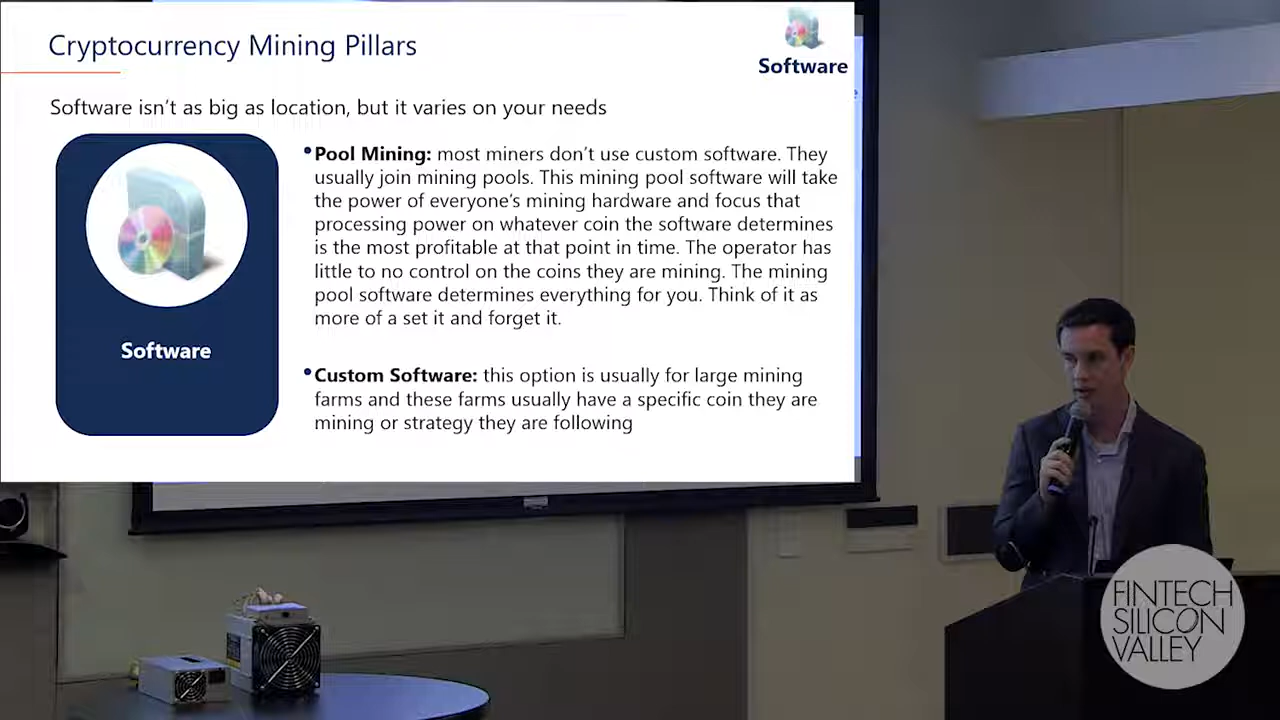 Cryptocurrency Mining Pillars
Software
Software isn't as big as location, but it varies on your needs
Software
•Pool Mining: most miners don't use custom software. They
usually join mining pools. This mining pool software will take
the power of everyone's mining hardware and focus that
processing power on whatever coin the software determines
is the most profitable at that point in time. The operator has
little to no control on the coins they are mining. The mining
pool software determines everything for you. Think of it as
more of a set it and forget it.
•Custom Software: this option is usually for large mining
farms and these farms usually have a specific coin they are
mining or strategy they are following
FINTECH
SILICON
VALLEY